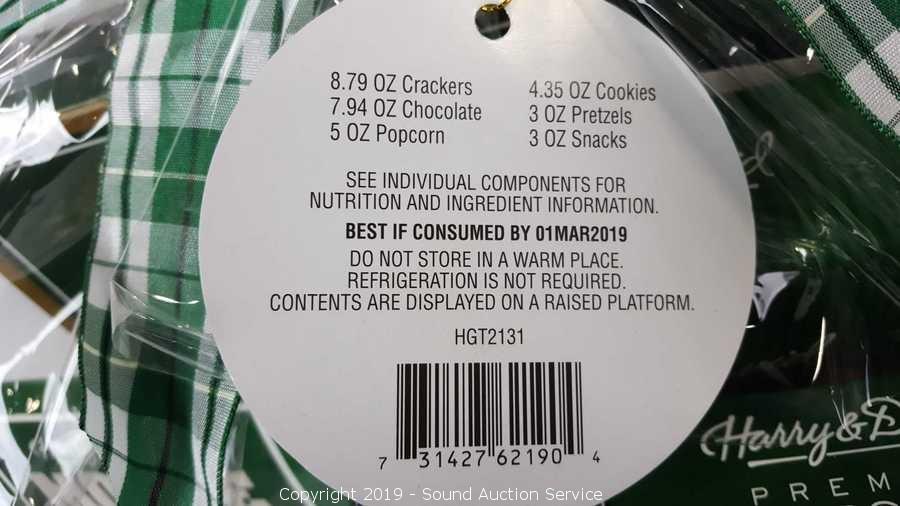 8.79 OZ Crackers
7.94 OZ Chocolate
5 OZ Popcorn
4.35 OZ Cookies
3 OZ Pretzels
3 OZ Snacks
SEE INDIVIDUAL COMPONENTS FOR
NUTRITION AND INGREDIENT INFORMATION.
BEST IF CONSUMED BY 01MAR2019
DO NOT STORE IN A WARM PLACE.
REFRIGERATION IS NOT REQUIRED.
CONTENTS ARE DISPLAYED ON A RAISED PLATFORM.
HGT2131
7 31427 62190 4
Harry & D
PREM
Copyright 2019 - Sound Auction Service